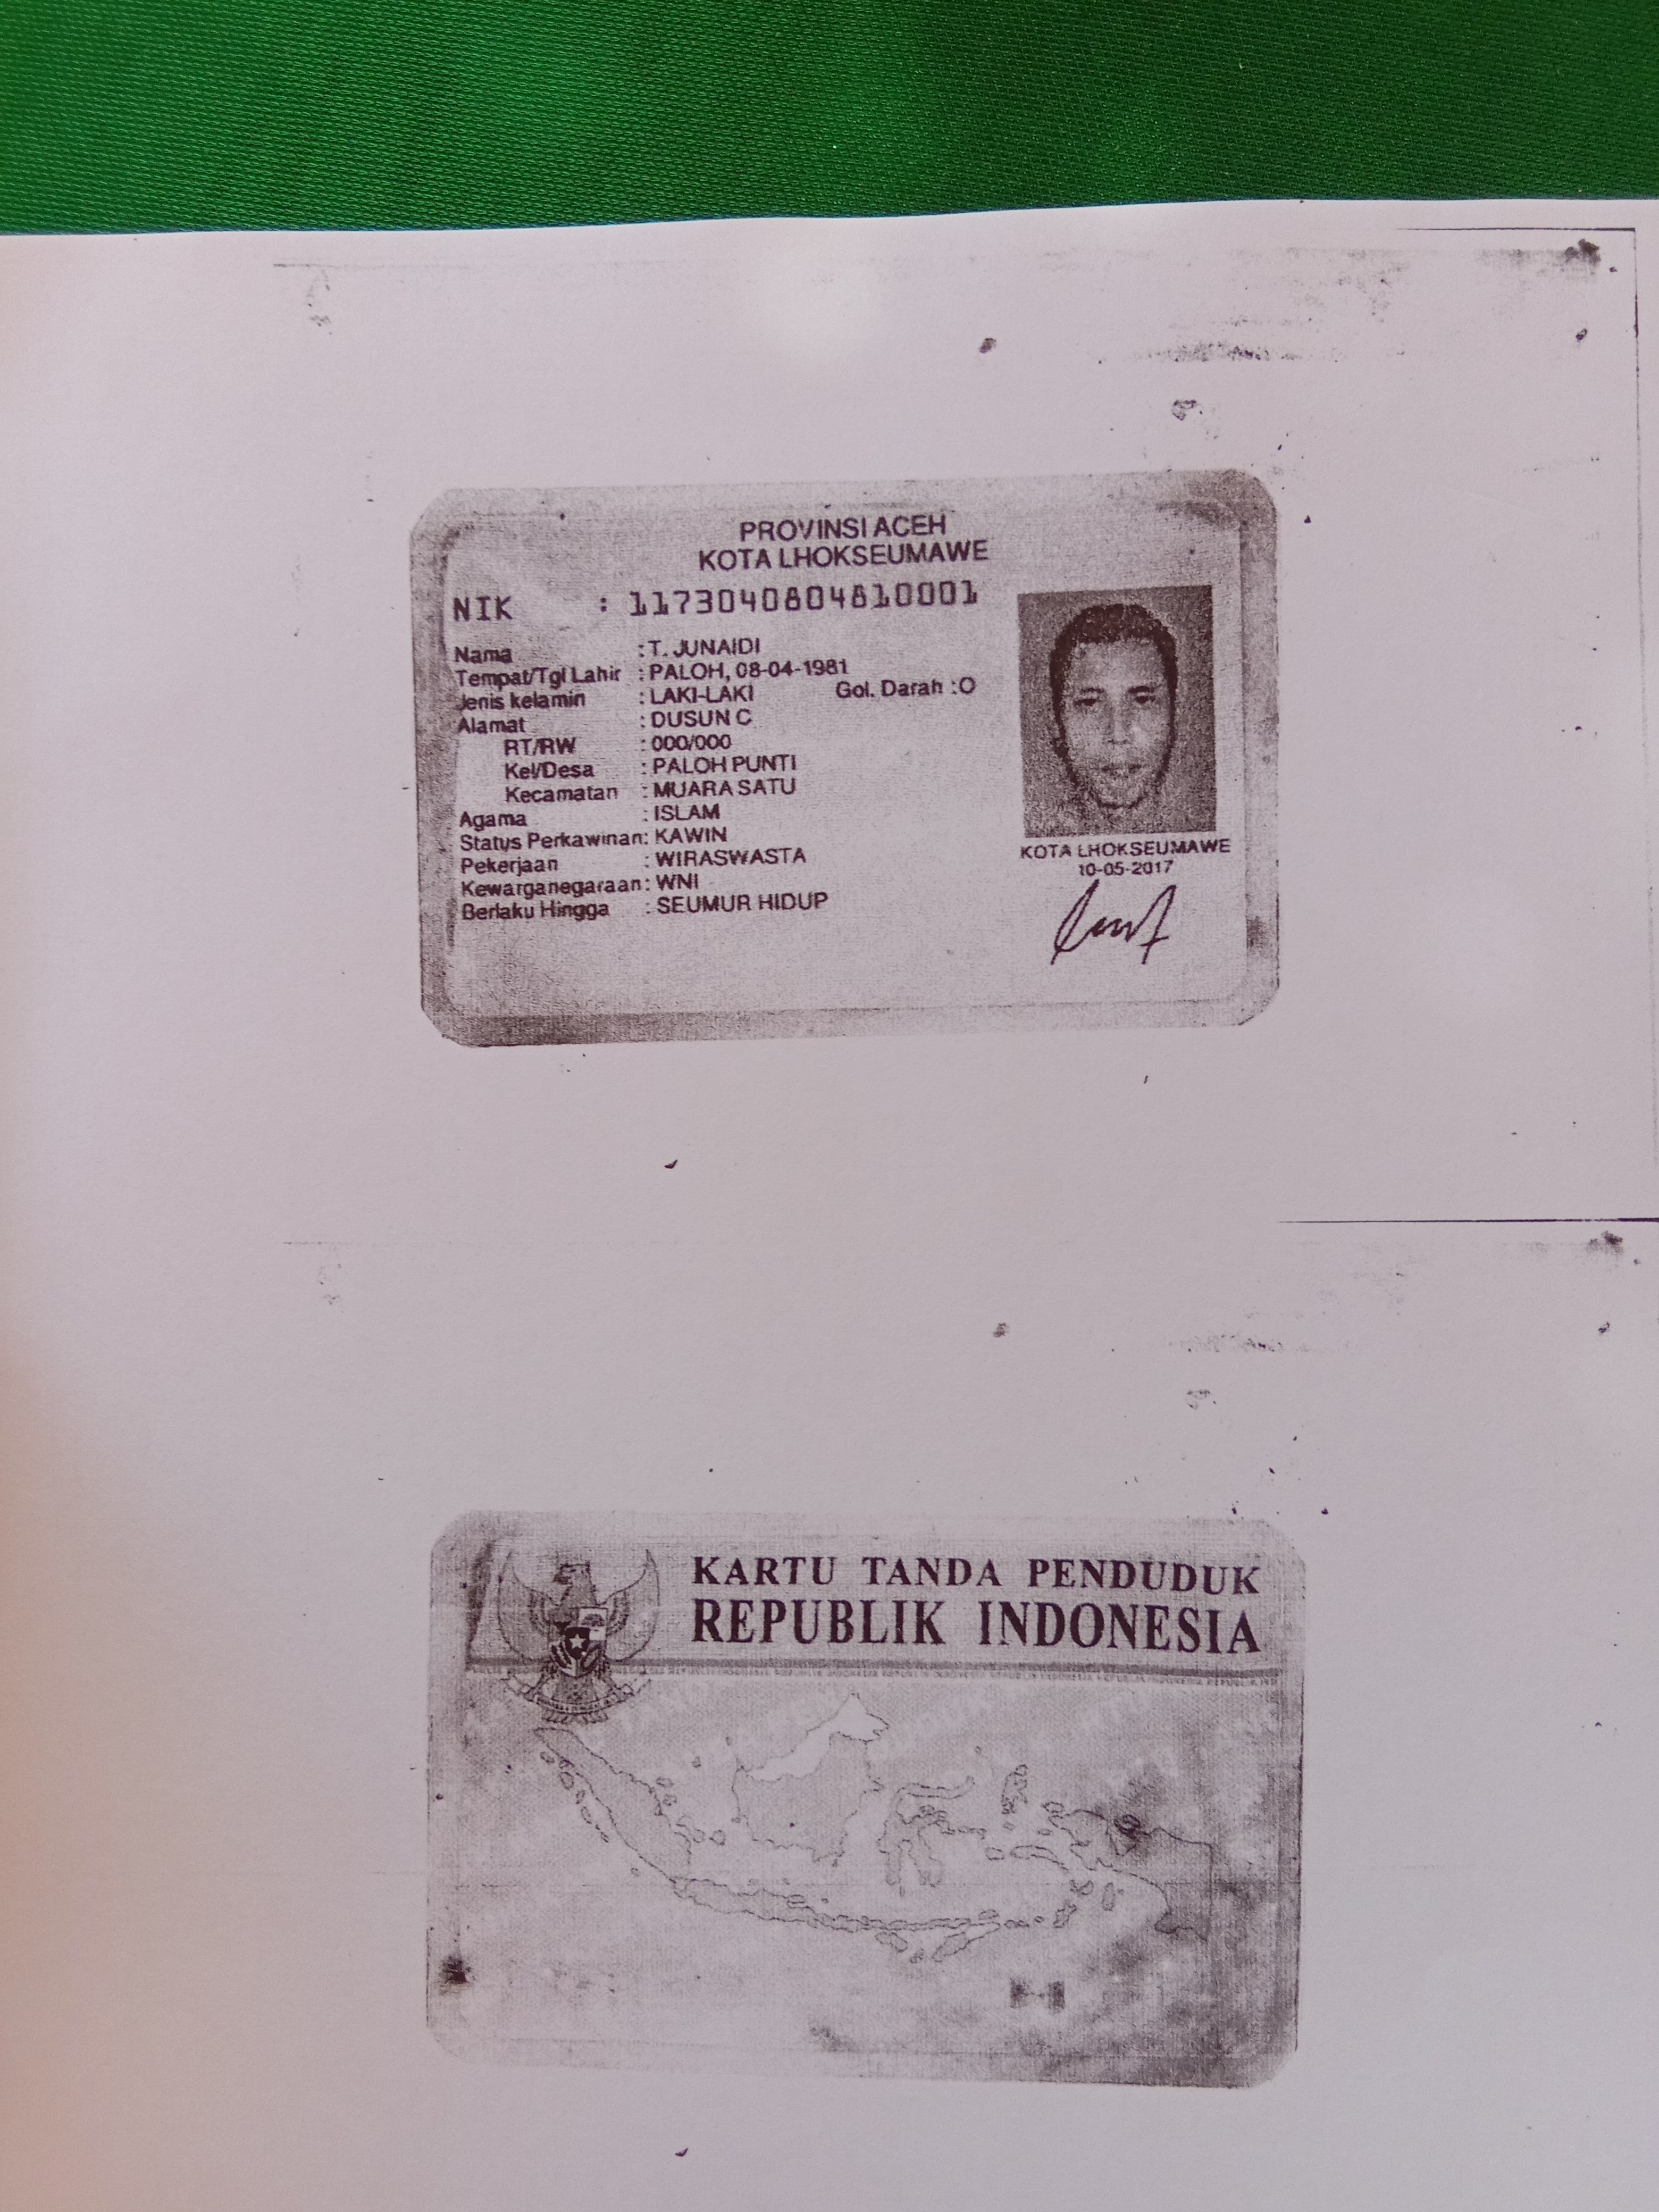 PROVINSI ACEH
KOTA LHOKSEUMAWE
NIK : 1173040804810001
Nama : T. JUNAIDI
Tempat/Tgl Lahir : PALOH, 08-04-1981
Jenis kelamin : LAKI-LAKI Gol. Darah :O
Alamat : DUSUN C
RT/RW : 000/000
Kel/Desa : PALOH PUNTI
Kecamatan : MUARA SATU
Agama : ISLAM
Status Perkawinan: KAWIN
Pekerjaan : WIRASWASTA
Kewarganegaraan: WNI
Berlaku Hingga : SEUMUR HIDUP
KOTA LHOKSEUMAWE
10-05-2017
KARTU TANDA PENDUDUK
REPUBLIK INDONESIA